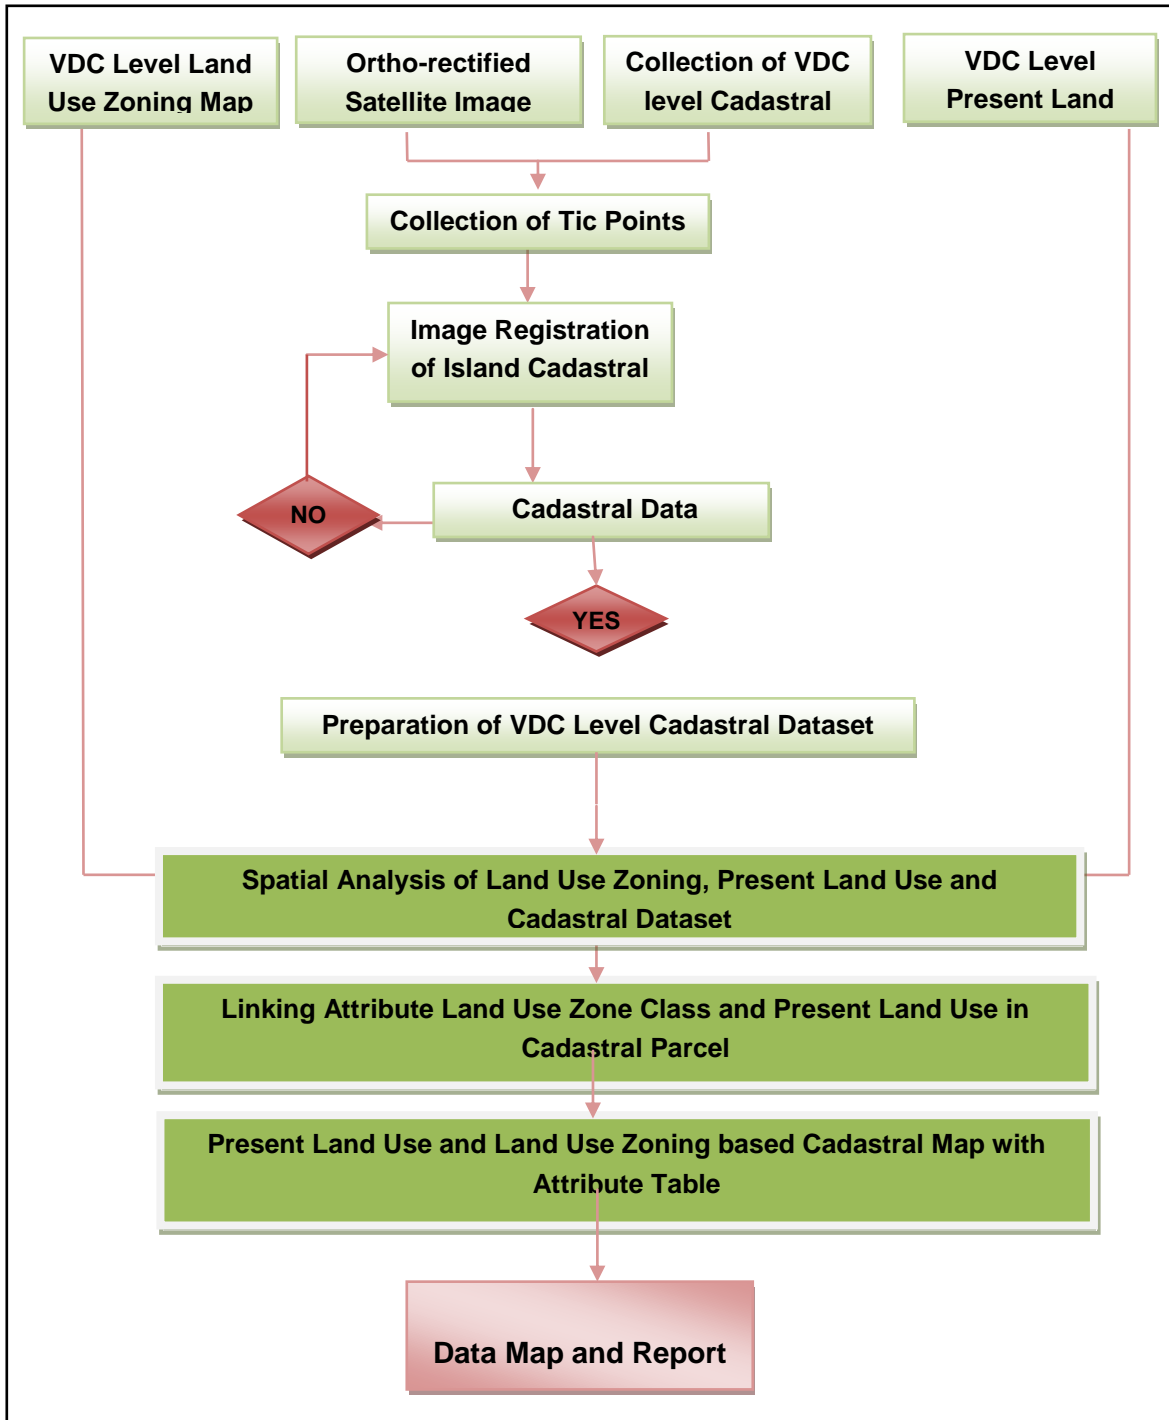 VDC Level Land
Use Zoning Map
Ortho-rectified
Satellite Image
Collection of VDC
level Cadastral
VDC Level
Present Land
Collection of Tic Points
Image Registration
of Island Cadastral
NO
Cadastral Data
YES
Preparation of VDC Level Cadastral Dataset
Spatial Analysis of Land Use Zoning, Present Land Use and
Cadastral Dataset
Linking Attribute Land Use Zone Class and Present Land Use in
Cadastral Parcel
Present Land Use and Land Use Zoning based Cadastral Map with
Attribute Table
Data Map and Report